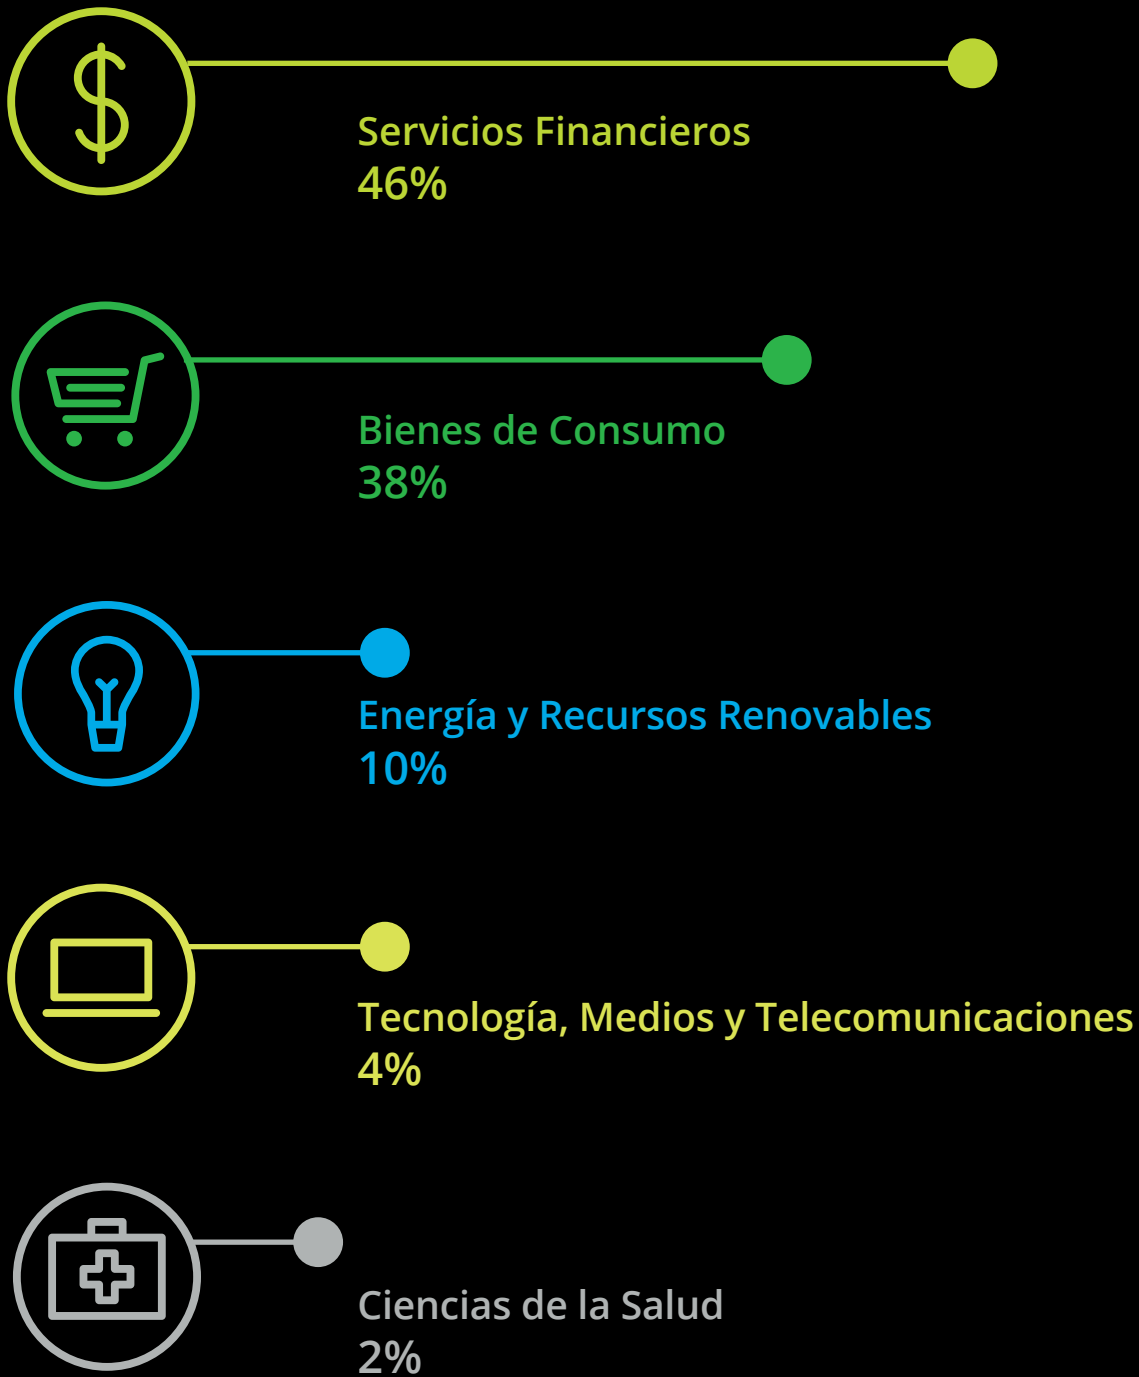 Servicios Financieros
46%
Bienes de Consumo
38%
Energía y Recursos Renovables
10%
Tecnología, Medios y Telecomunicaciones
4%
Ciencias de la Salud
2%